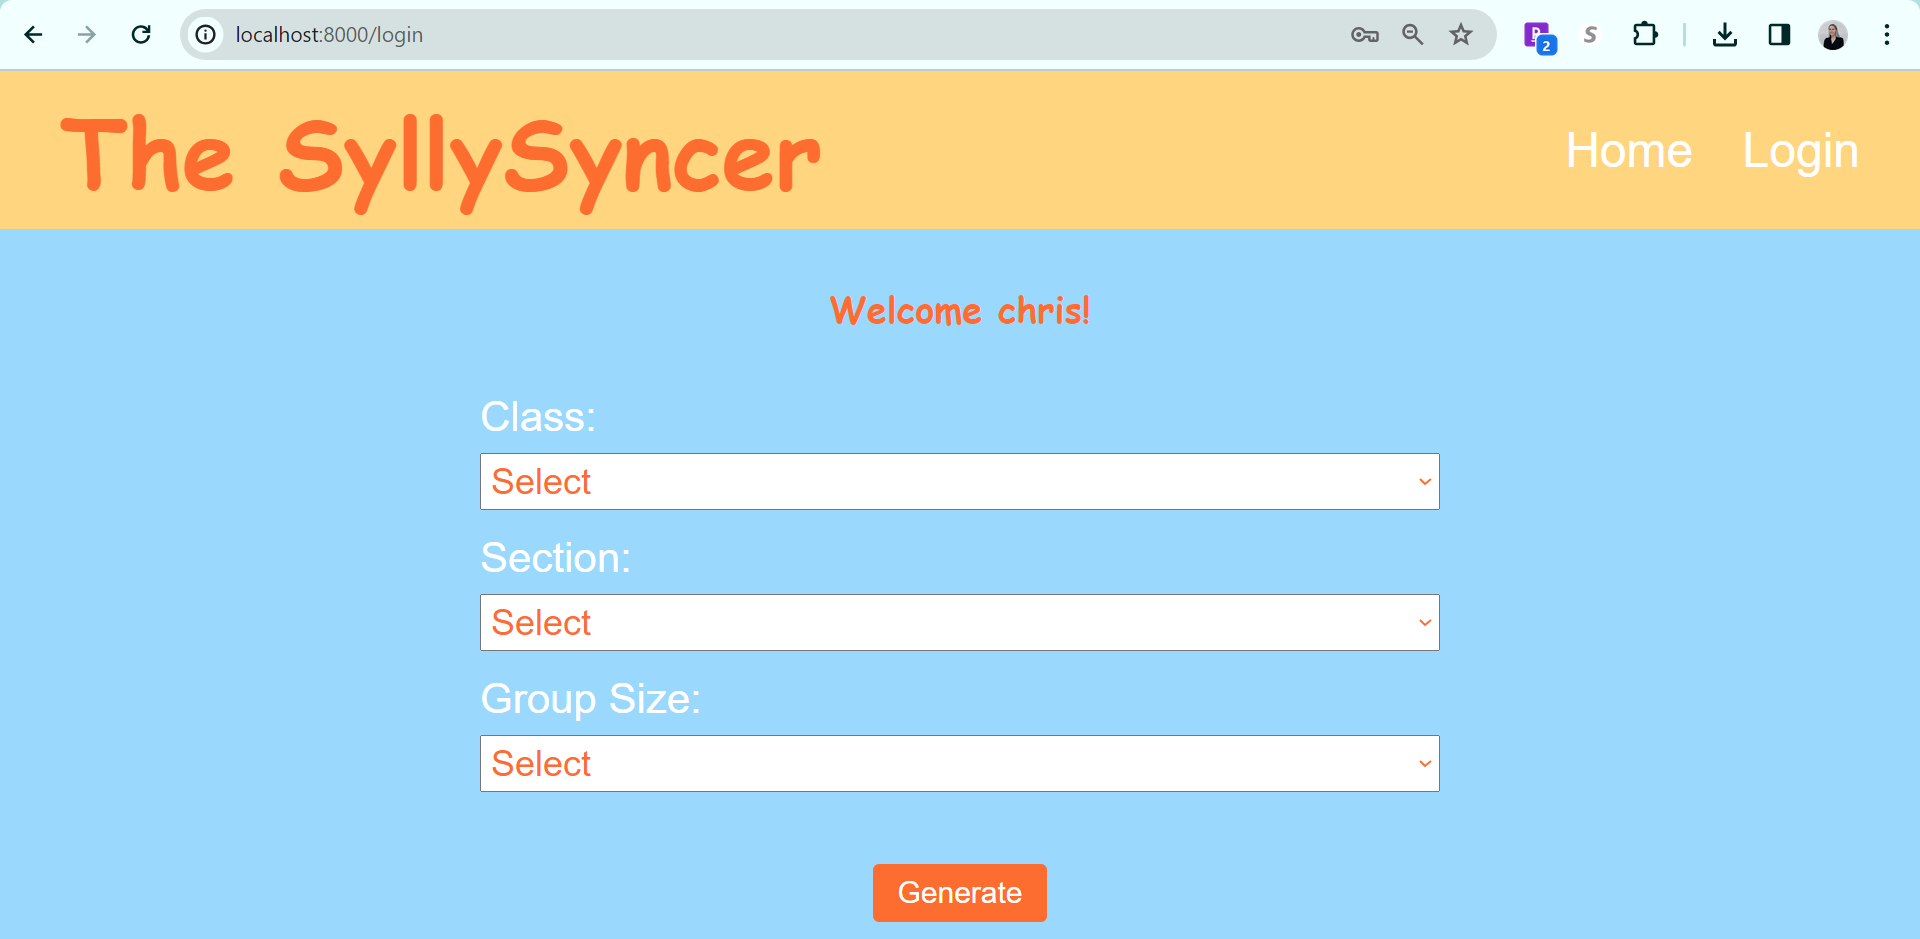 localhost:8000/login
2
S
The SyllySyncer
Home Login
Welcome chris!
Class:
Select
Section:
Select
Group Size:
Select
Generate